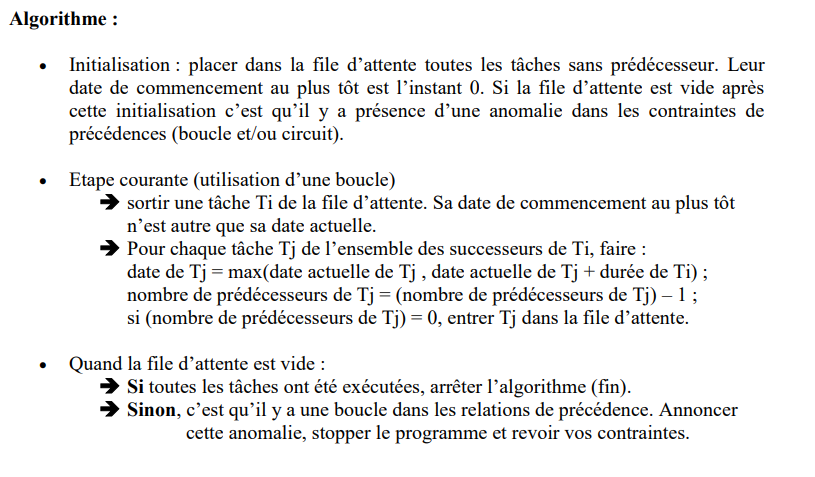 Algorithme :
• Initialisation : placer dans la file d’attente toutes les tâches sans prédécesseur. Leur
date de commencement au plus tôt est l’instant 0. Si la file d’attente est vide après
cette initialisation c’est qu’il y a présence d’une anomalie dans les contraintes de
précédences (boucle et/ou circuit).
• Etape courante (utilisation d’une boucle)
➔ sortir une tâche Ti de la file d’attente. Sa date de commencement au plus tôt
n’est autre que sa date actuelle.
➔ Pour chaque tâche Tj de l’ensemble des successeurs de Ti, faire :
date de Tj = max(date actuelle de Tj , date actuelle de Tj + durée de Ti) ;
nombre de prédécesseurs de Tj = (nombre de prédécesseurs de Tj) – 1 ;
si (nombre de prédécesseurs de Tj) = 0, entrer Tj dans la file d’attente.
• Quand la file d’attente est vide :
➔ Si toutes les tâches ont été exécutées, arrêter l’algorithme (fin).
➔ Sinon, c’est qu’il y a une boucle dans les relations de précédence. Annoncer
cette anomalie, stopper le programme et revoir vos contraintes.